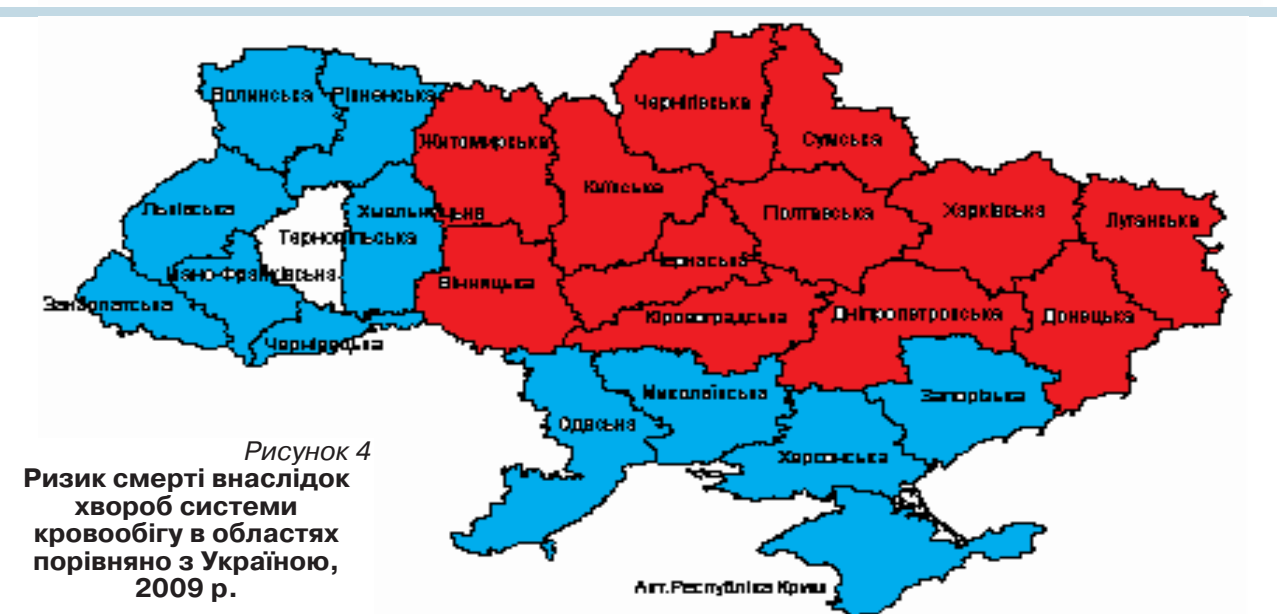 Чернігівська
Волинська
Рівненська
Житомирська
Сумська
Київська
Львівська
Хмельницька
Полтавська
Харківська
Луганська
Тернопільська
Черкаська
Івано-Франківська
Вінницька
Закарпатська
Кіровоградська
Дніпропетровська
Донецька
Чернівецька
Миколаївська
Запорізька
Одеська
Херсонська
Авт.Республіка Крим
Рисунок 4
Ризик смерті внаслідок
хвороб системи
кровообігу в областях
порівняно з Україною,
2009 р.